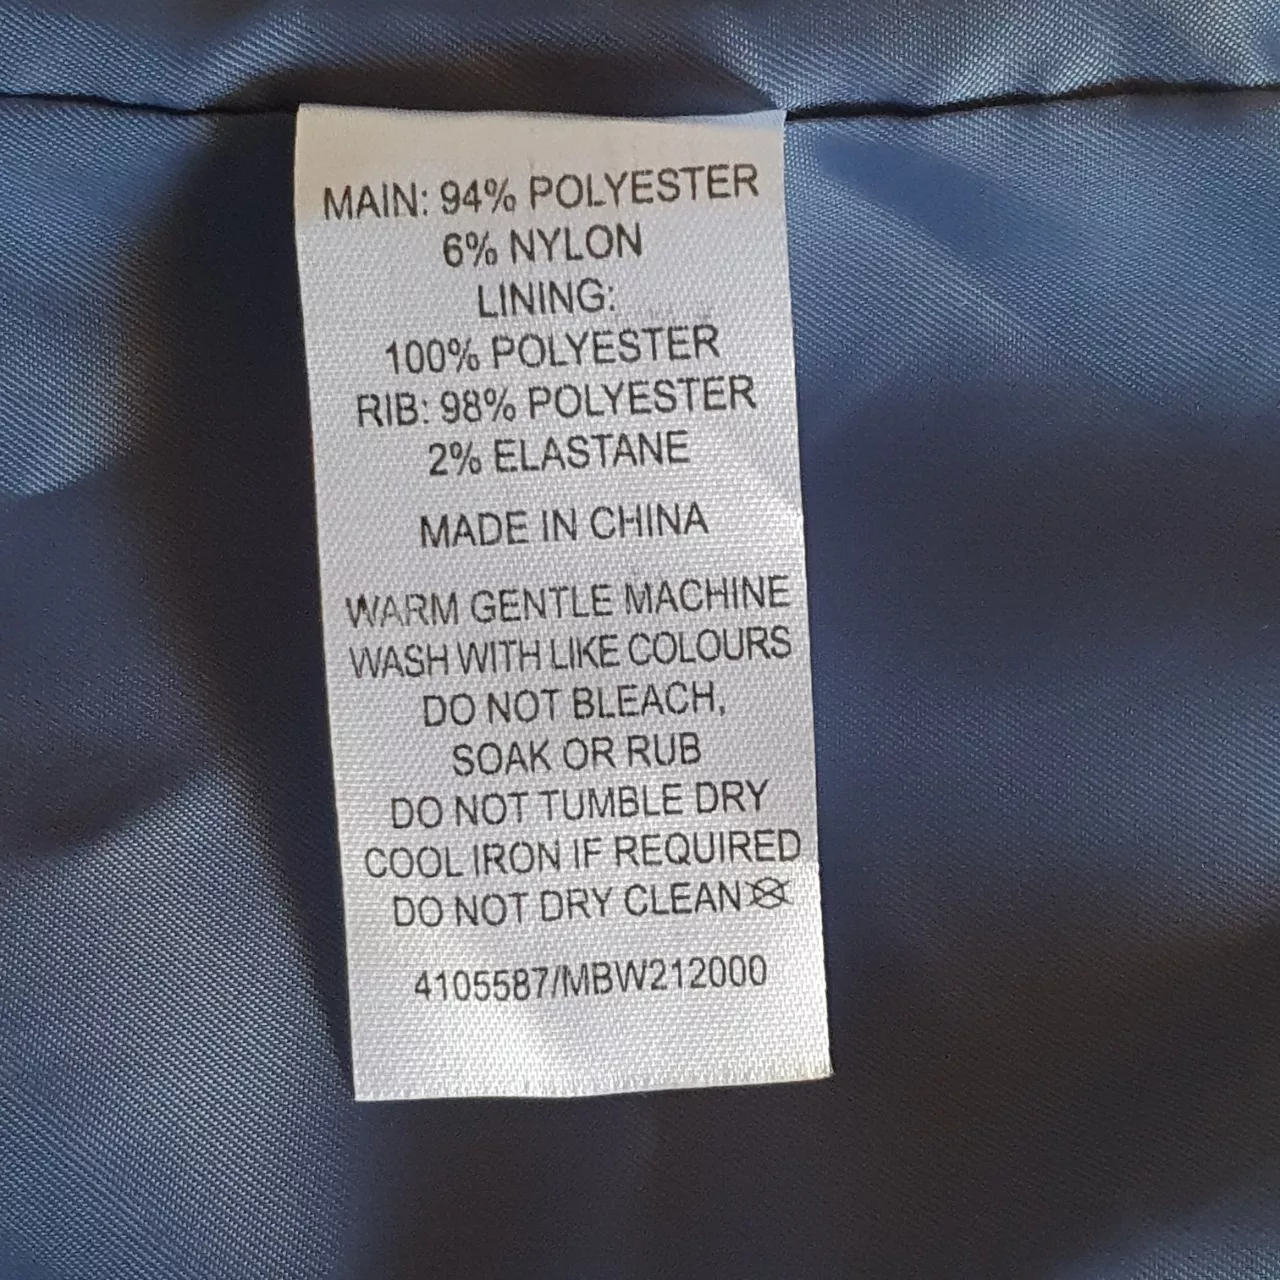 MAIN: 94% POLYESTER
6% NYLON
LINING:
100% POLYESTER
RIB: 98% POLYESTER
2% ELASTANE
MADE IN CHINA
WARM GENTLE MACHINE
WASH WITH LIKE COLOURS
DO NOT BLEACH,
SOAK OR RUB
DO NOT TUMBLE DRY
COOL IRON IF REQUIRED
DO NOT DRY CLEAN
4105587/MBW212000